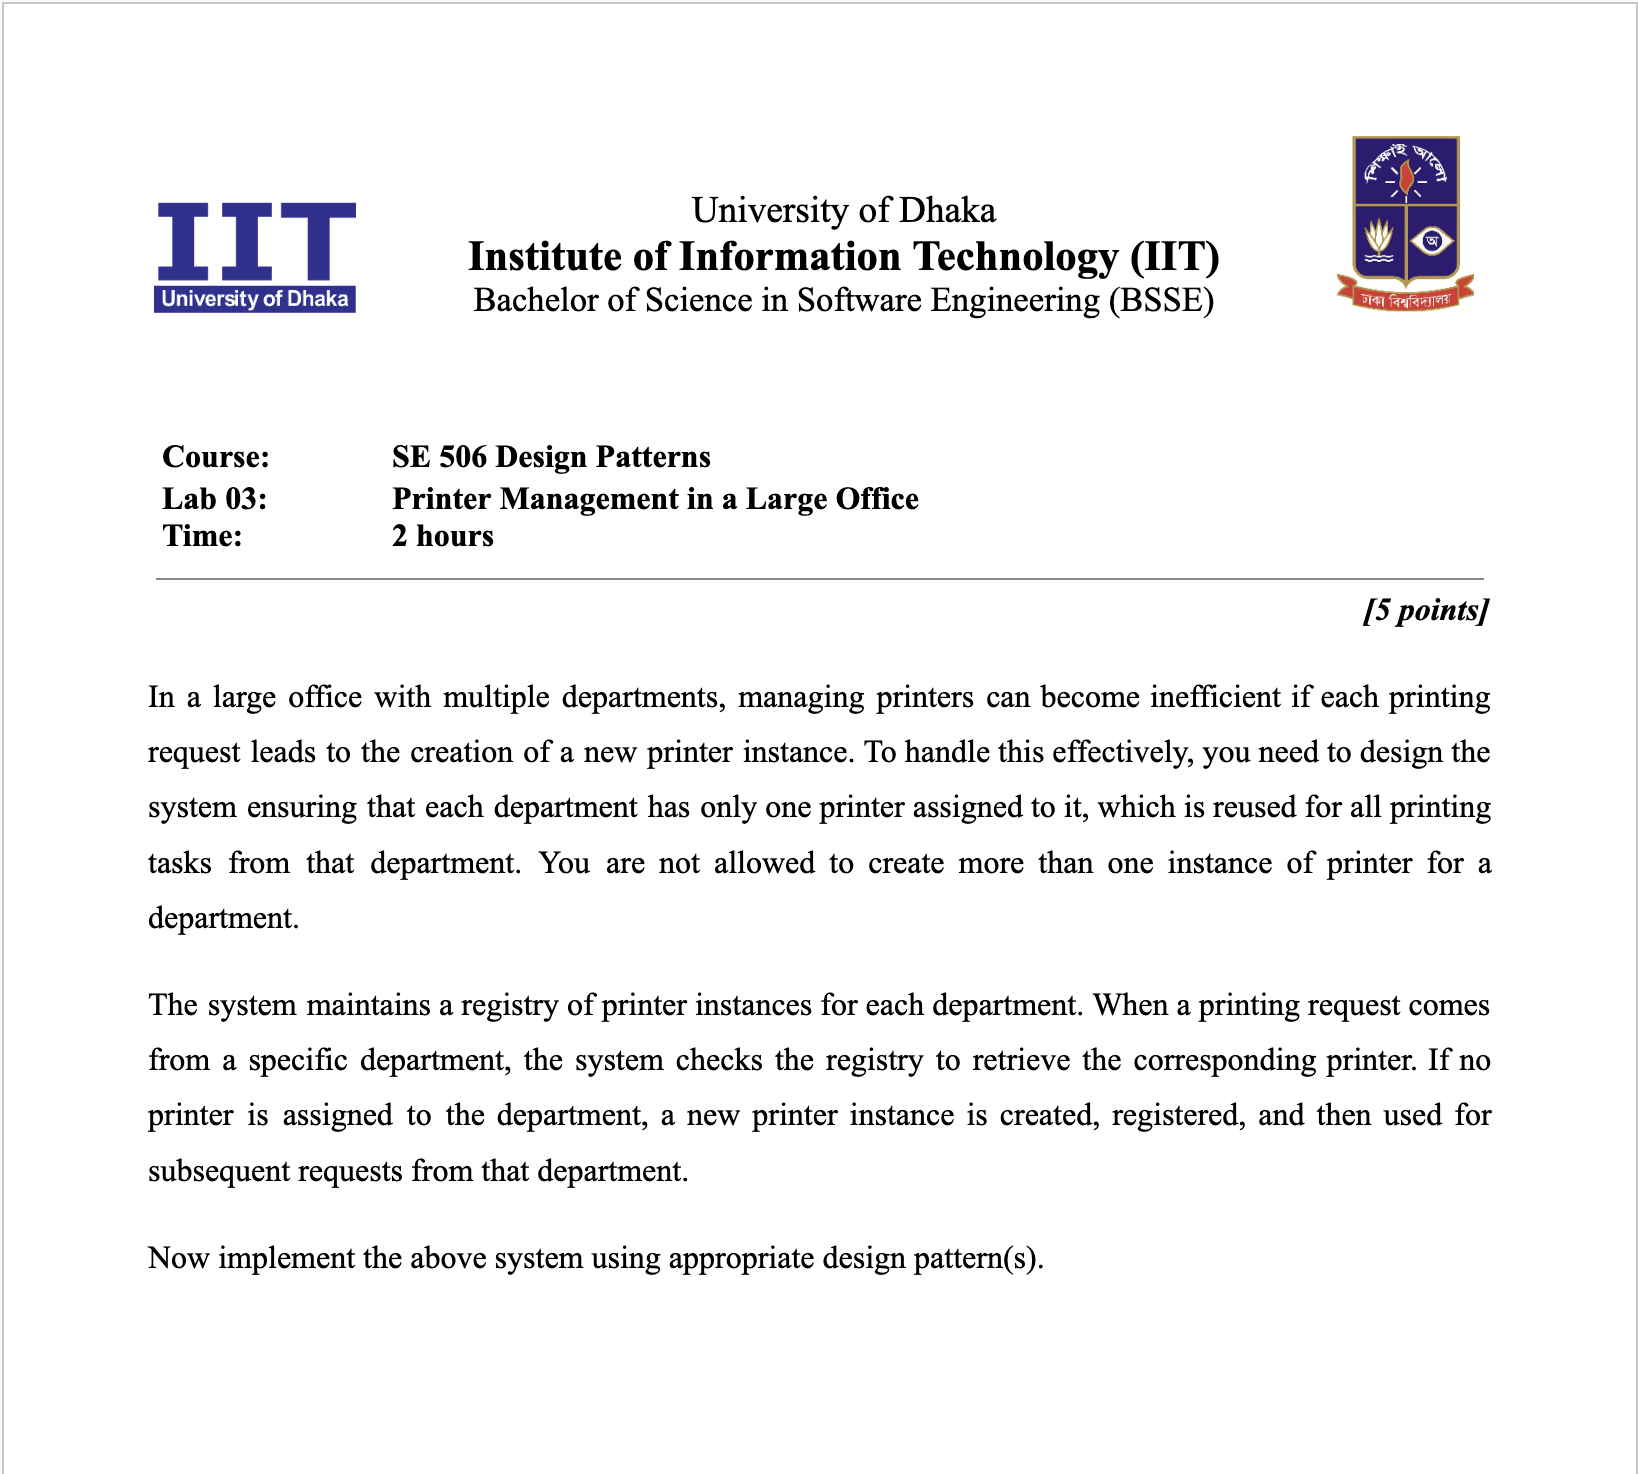 শিক্ষাই আলো
IIT
University of Dhaka
University of Dhaka
Institute of Information Technology (IIT)
Bachelor of Science in Software Engineering (BSSE)
অ
ঢাকা বিশ্ববিদ্যালয়
Course: SE 506 Design Patterns
Lab 03: Printer Management in a Large Office
Time: 2 hours
[5 points]
In a large office with multiple departments, managing printers can become inefficient if each printing
request leads to the creation of a new printer instance. To handle this effectively, you need to design the
system ensuring that each department has only one printer assigned to it, which is reused for all printing
tasks from that department. You are not allowed to create more than one instance of printer for a
department.
The system maintains a registry of printer instances for each department. When a printing request comes
from a specific department, the system checks the registry to retrieve the corresponding printer. If no
printer is assigned to the department, a new printer instance is created, registered, and then used for
subsequent requests from that department.
Now implement the above system using appropriate design pattern(s).